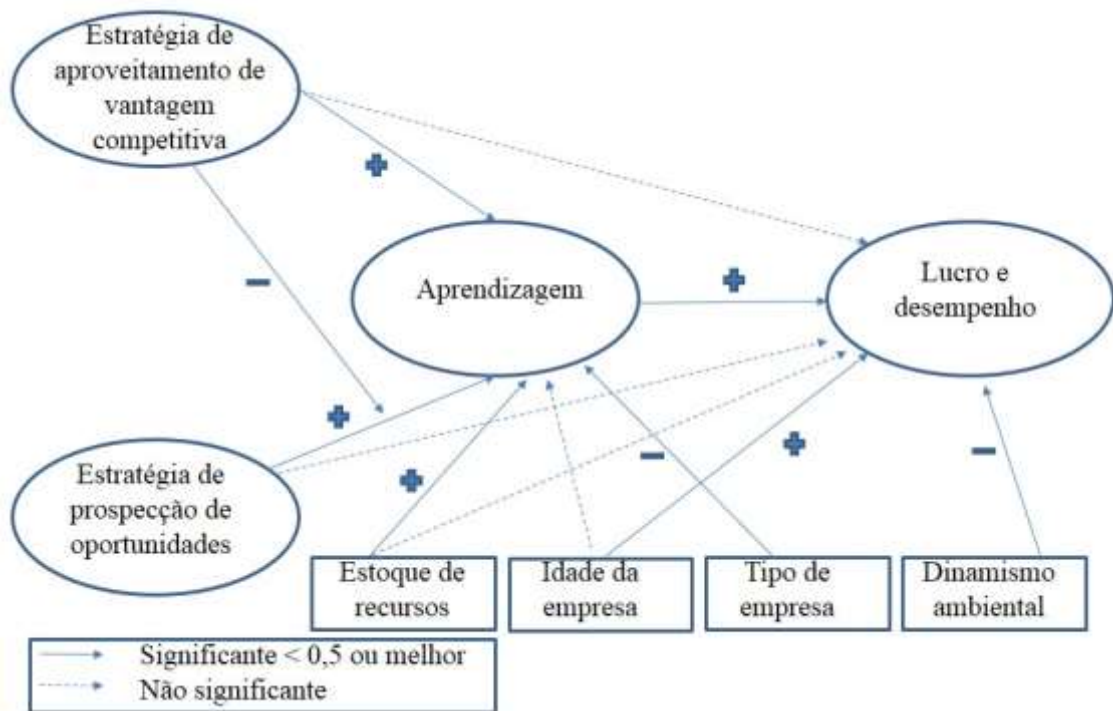 Estratégia de
aproveitamento de
vantagem
competitiva
+
+
Lucro e
desempenho
−
Aprendizagem
+
+
−
+
−
Estratégia de
prospecção de
oportunidades
Estoque de
recursos
Idade da
empresa
Tipo de
empresa
Dinamismo
ambiental
Significante < 0,5 ou melhor
Não significante